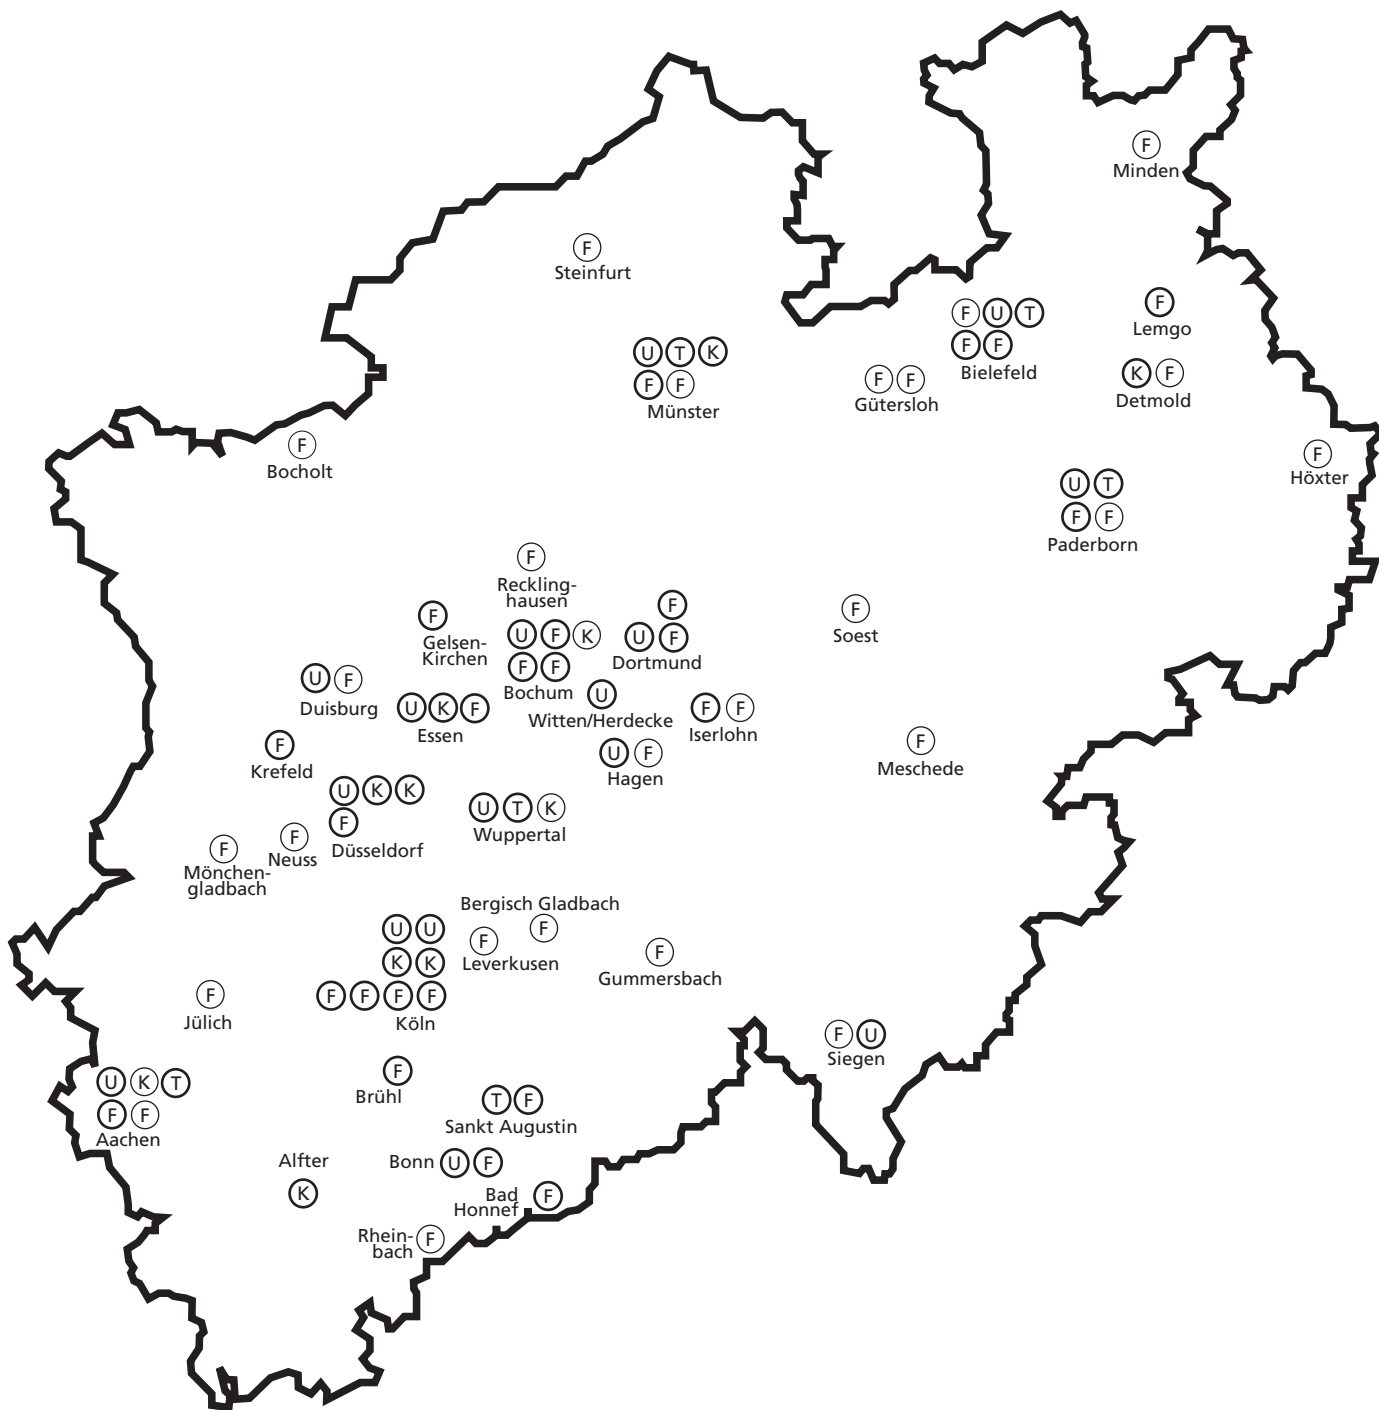 F
Minden
F
Steinfurt
F U T
F F
Bielefeld
F
Lemgo
U T K
F F
Münster
F F
Gütersloh
K F
Detmold
F
Bocholt
F
Höxter
U T
F F
Paderborn
F
Reckling-
hausen
F
Gelsen-
Kirchen
U F K
F F
Bochum
F
U F
Dortmund
F
Soest
U F
Duisburg
U K F
Essen
U
Witten/Herdecke
F F
Iserlohn
F
Krefeld
U F
Hagen
F
Meschede
U K K
F
Düsseldorf
U T K
Wuppertal
F
Neuss
F
Mönchen-
gladbach
Bergisch Gladbach
F
F
Leverkusen
U U
K K
F F F F
Köln
F
Gummersbach
F
Jülich
F U
Siegen
F
Brühl
U K T
F F
Aachen
T F
Sankt Augustin
Alfter
K
Bonn U F
Bad F
Honnef
Rhein- F
bach